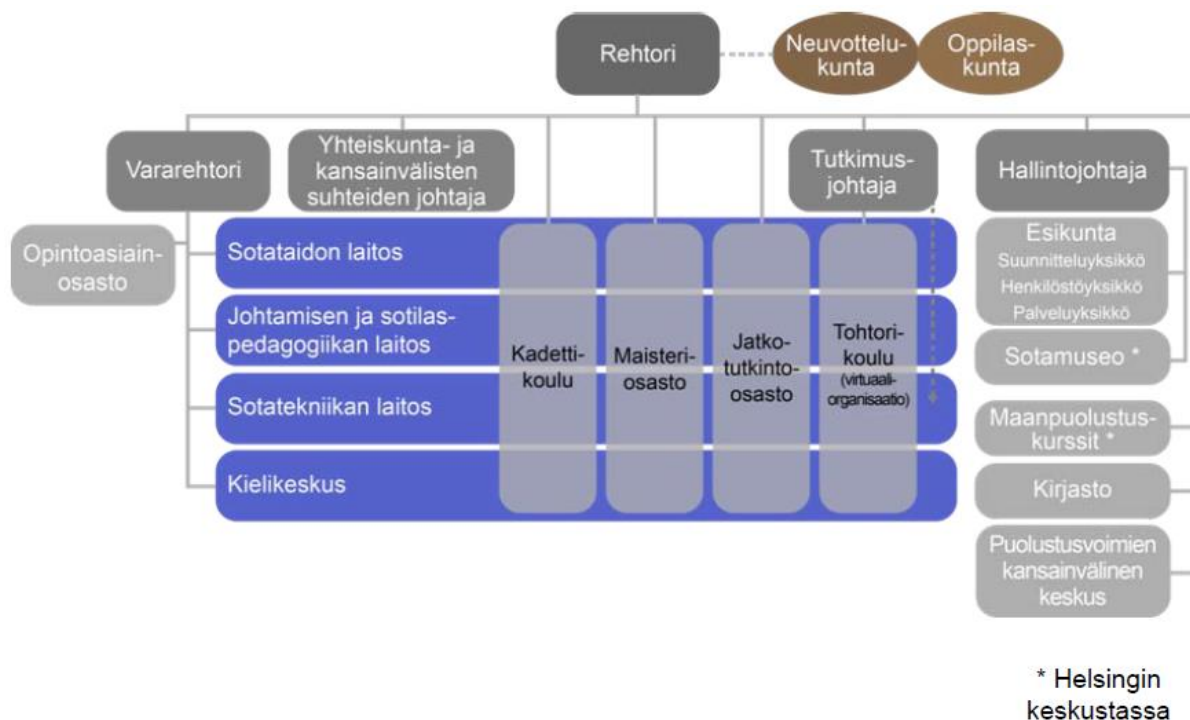 Rehtori
Neuvottelu-
kunta
Oppilas-
kunta
Vararehtori
Yhteiskunta- ja
kansainvälisten
suhteiden johtaja
Tutkimus-
johtaja
Hallintojohtaja
Opintoasiain-
osasto
Sotataidon laitos
Johtamisen ja sotilas-
pedagogiikan laitos
Sotatekniikan laitos
Kielikeskus
Kadetti-
koulu
Maisteri-
osasto
Jatko-
tutkinto-
osasto
Tohtori-
koulu
(virtuaali-
organisaatio)
Esikunta
Suunnitteluyksikkö
Henkilöstöyksikkö
Palveluyksikkö
Sotamuseo *
Maanpuolustus-
kurssit *
Kirjasto
Puolustusvoimien
kansainvälinen
keskus
* Helsingin
keskustassa